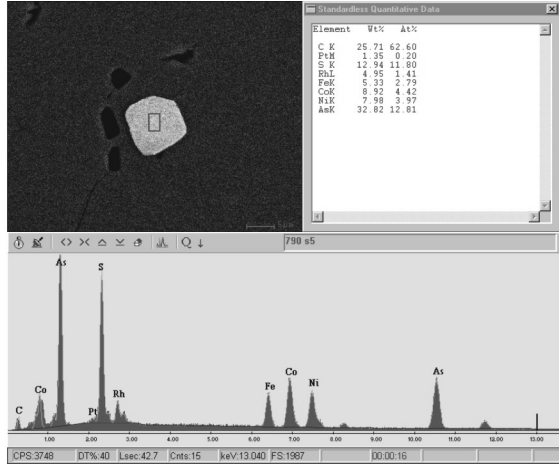 Standardless Quantitative Data
Element Wt% At%
C K 25.71 62.60
PtM 1.35 0.20
S K 12.94 11.80
RhL 4.95 1.41
FeK 5.33 2.79
CoK 8.92 4.42
NiK 7.98 3.97
AsK 32.82 12.81
5µm
Q
790 s5
As
S
Co
C
Pt
Rh
Fe
Co
Ni
As
1.00 2.00 3.00 4.00 5.00 6.00 7.00 8.00 9.00 10.00 11.00 12.00 13.00
CPS:3748 DT%:40 Lsec:42.7 Cnts:15 keV:13.040 FS:1987 00:00:16